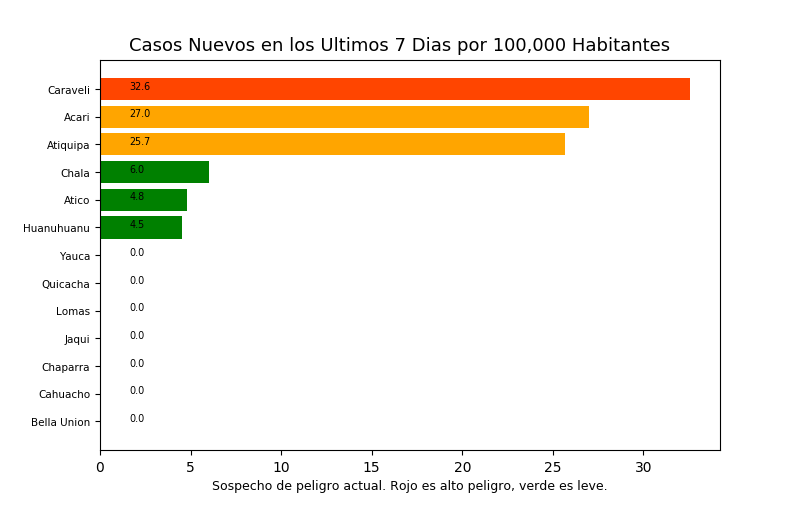 Casos Nuevos en los Ultimos 7 Dias por 100,000 Habitantes
Caraveli 32.6
Acari 27.0
Atiquipa 25.7
Chala 6.0
Atico 4.8
Huanuhuanu 4.5
Yauca 0.0
Quicacha 0.0
Lomas 0.0
Jaqui 0.0
Chaparra 0.0
Cahuacho 0.0
Bella Union 0.0
0 5 10 15 20 25 30
Sospecho de peligro actual. Rojo es alto peligro, verde es leve.